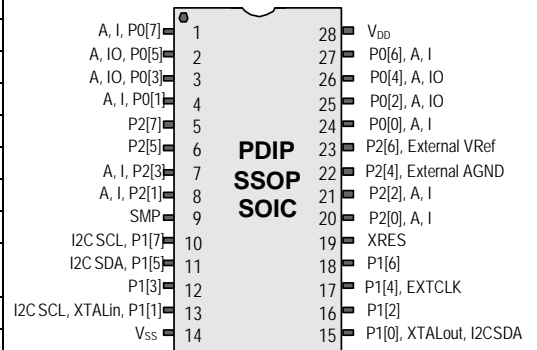 A, I, P0[7] 1
A, IO, P0[5] 2
A, IO, P0[3] 3
A, I, P0[1] 4
P2[7] 5
P2[5] 6
A, I, P2[3] 7
A, I, P2[1] 8
SMP 9
I2C SCL, P1[7] 10
I2C SDA, P1[5] 11
P1[3] 12
I2C SCL, XTALin, P1[1] 13
Vss 14
PDIP
SSOP
SOIC
28 VDD
27 P0[6], A, I
26 P0[4], A, IO
25 P0[2], A, IO
24 P0[0], A, I
23 P2[6], External VRef
22 P2[4], External AGND
21 P2[2], A, I
20 P2[0], A, I
19 XRES
18 P1[6]
17 P1[4], EXTCLK
16 P1[2]
15 P1[0], XTALout, I2CSDA